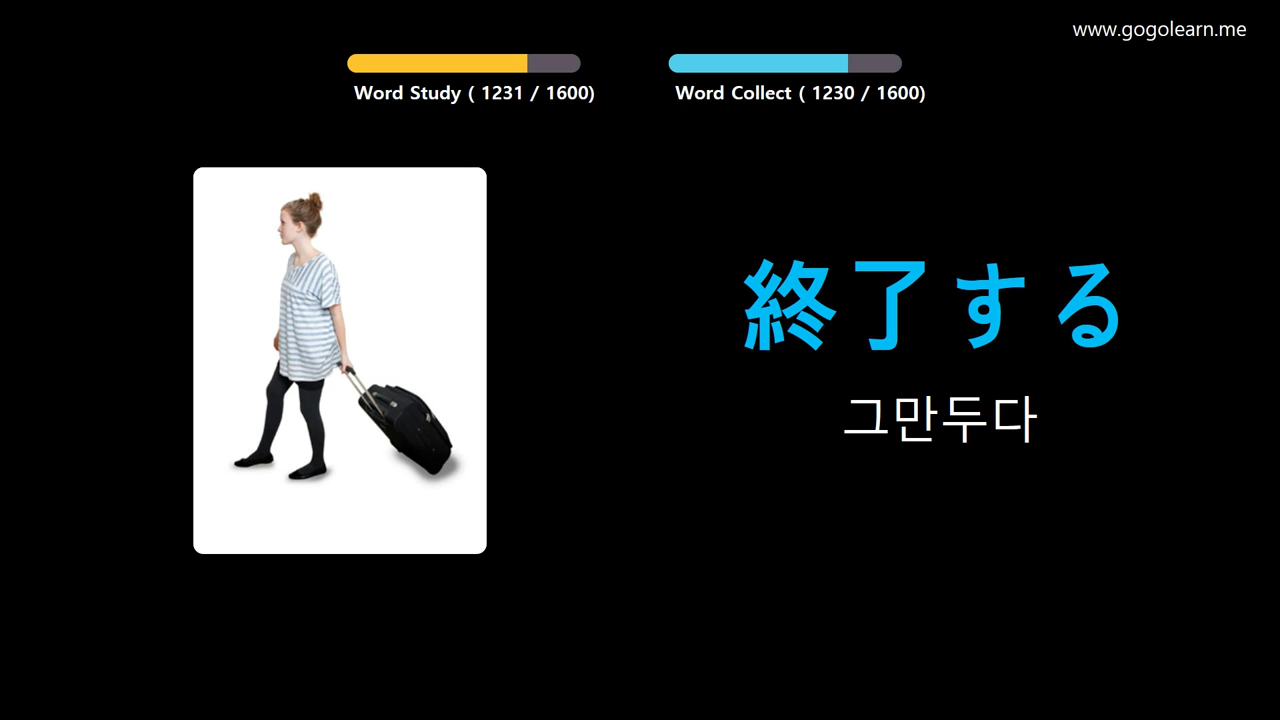 www.gogolearn.me
Word Study ( 1231 / 1600)
Word Collect ( 1230 / 1600)
終了する
그만두다